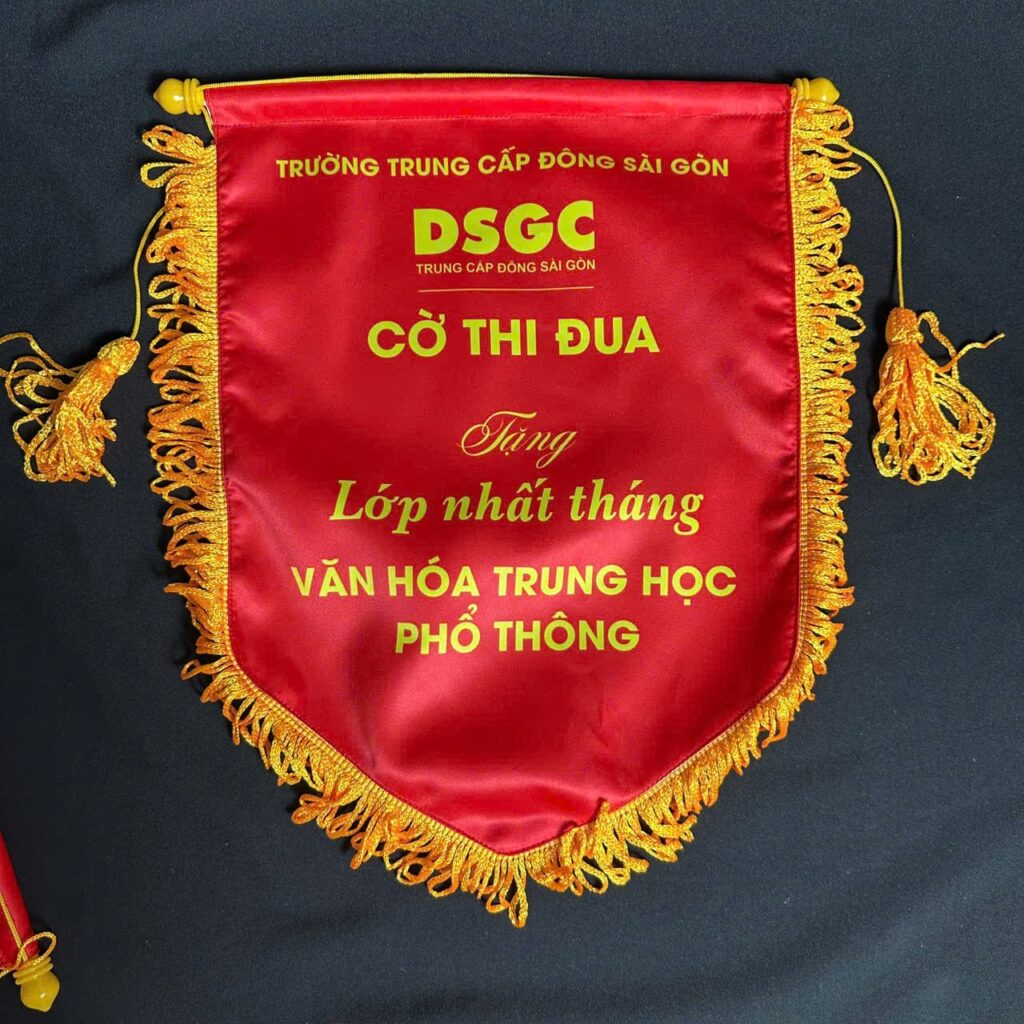 TRƯỜNG TRUNG CẤP ĐÔNG SÀI GÒN
DSGC
TRUNG CẤP ĐÔNG SÀI GÒN
CỜ THI ĐUA
Tặng
Lớp nhất tháng
VĂN HÓA TRUNG HỌC
PHỔ THÔNG